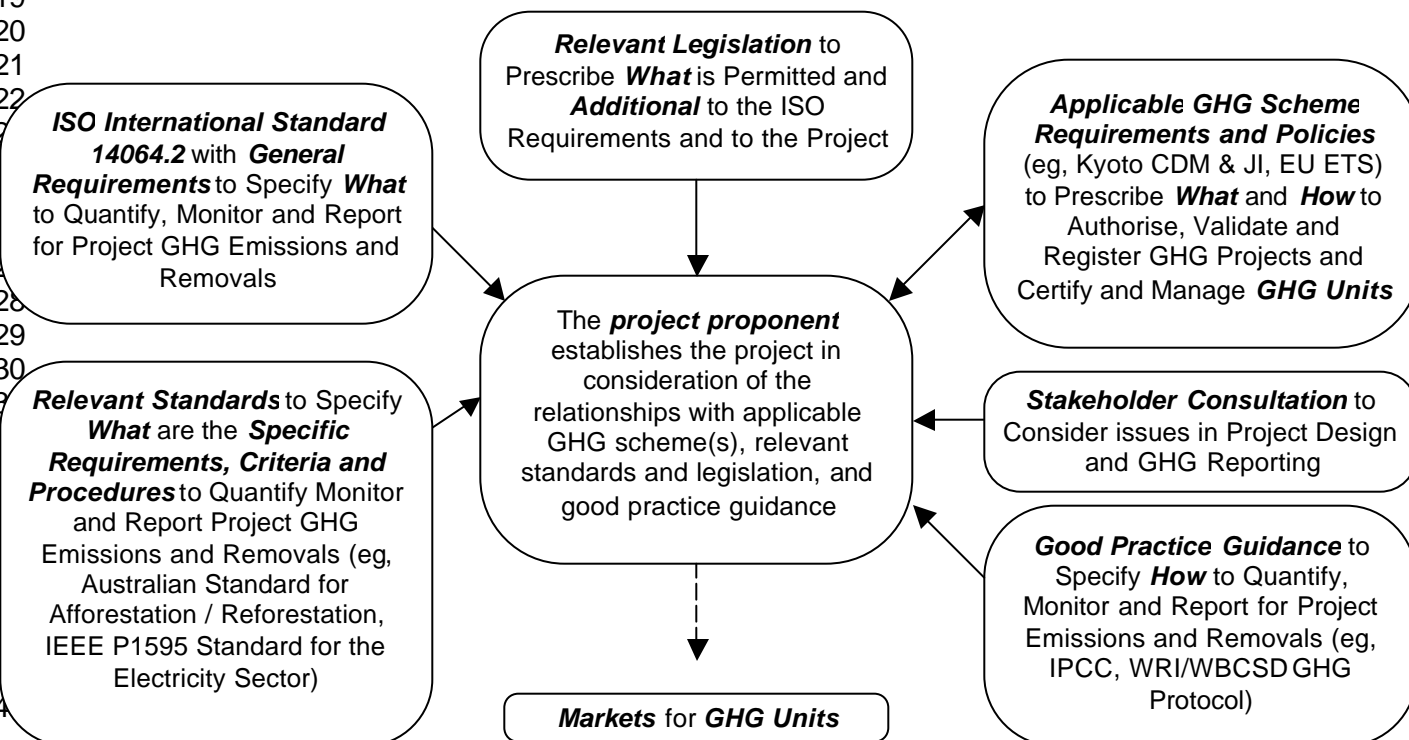 19
20
21
22
28
29
30
Relevant Legislation to
Prescribe What is Permitted and
Additional to the ISO
Requirements and to the Project
ISO International Standard
14064.2 with General
Requirements to Specify What
to Quantify, Monitor and Report
for Project GHG Emissions and
Removals
Applicable GHG Scheme
Requirements and Policies
(eg, Kyoto CDM & JI, EU ETS)
to Prescribe What and How to
Authorise, Validate and
Register GHG Projects and
Certify and Manage GHG Units
The project proponent
establishes the project in
consideration of the
relationships with applicable
GHG scheme(s), relevant
standards and legislation, and
good practice guidance
Relevant Standards to Specify
What are the Specific
Requirements, Criteria and
Procedures to Quantify Monitor
and Report Project GHG
Emissions and Removals (eg,
Australian Standard for
Afforestation / Reforestation,
IEEE P1595 Standard for the
Electricity Sector)
Stakeholder Consultation to
Consider issues in Project Design
and GHG Reporting
Good Practice Guidance to
Specify How to Quantify,
Monitor and Report for Project
Emissions and Removals (eg,
IPCC, WRI/WBCSD GHG
Protocol)
Markets for GHG Units